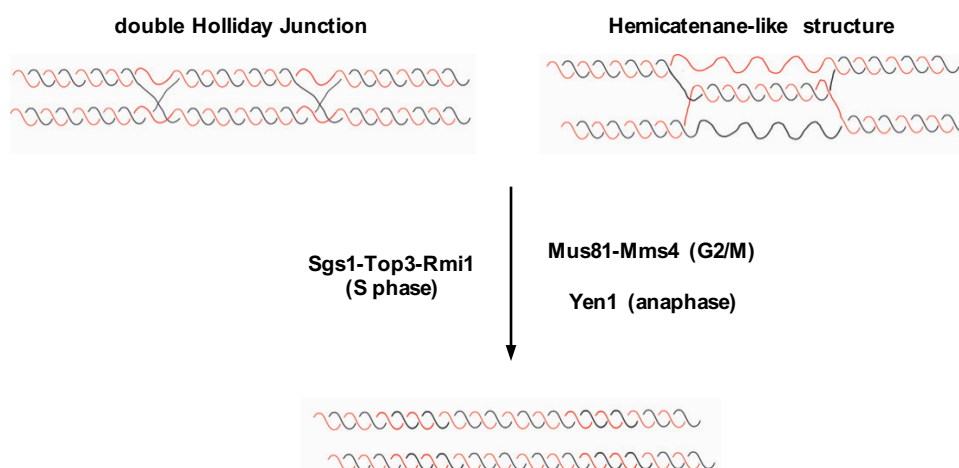 double Holliday Junction
Hemicatenane-like structure
Sgs1-Top3-Rmi1
(S phase)
Mus81-Mms4 (G2/M)
Yen1 (anaphase)